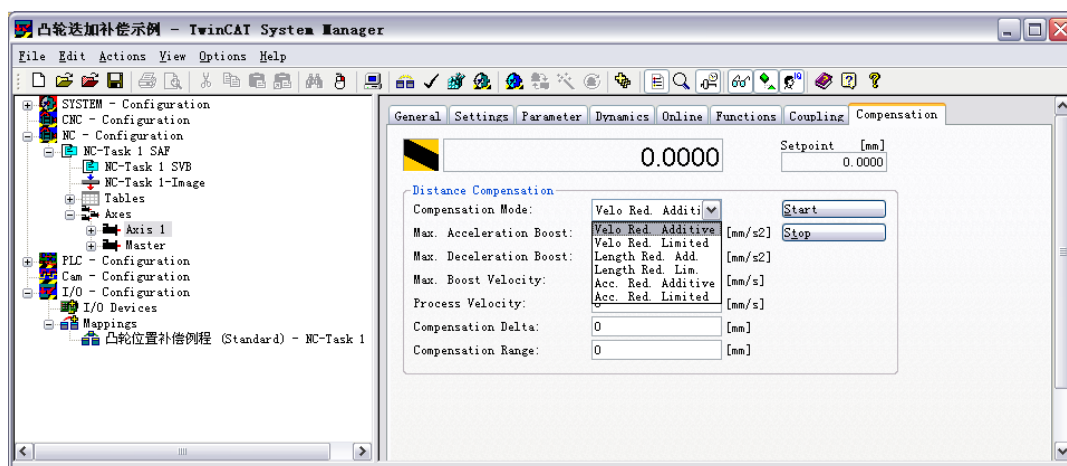 凸轮迭加补偿示例 - TwinCAT System Manager
File Edit Actions View Options Help
SYSTEM - Configuration
CNC - Configuration
NC - Configuration
NC-Task 1 SAF
NC-Task 1 SVB
NC-Task 1-Image
Tables
Axes
Axis 1
Master
PLC - Configuration
Cam - Configuration
I/O - Configuration
I/O Devices
Mappings
凸轮位置补偿例程 (Standard) - NC-Task 1
General Settings Parameter Dynamics Online Functions Coupling Compensation
0.0000
Setpoint [mm]
0.0000
Distance Compensation
Compensation Mode: Velo Red. Additi Start
Max. Acceleration Boost: [mm/s2] Stop
Max. Deceleration Boost: [mm/s2]
Max. Boost Velocity: [mm/s]
Process Velocity: 0 [mm/s]
Compensation Delta: 0 [mm]
Compensation Range: 0 [mm]
Velo Red. Additive
Velo Red. Limited
Length Red. Add.
Length Red. Lim.
Acc. Red. Additive
Acc. Red. Limited